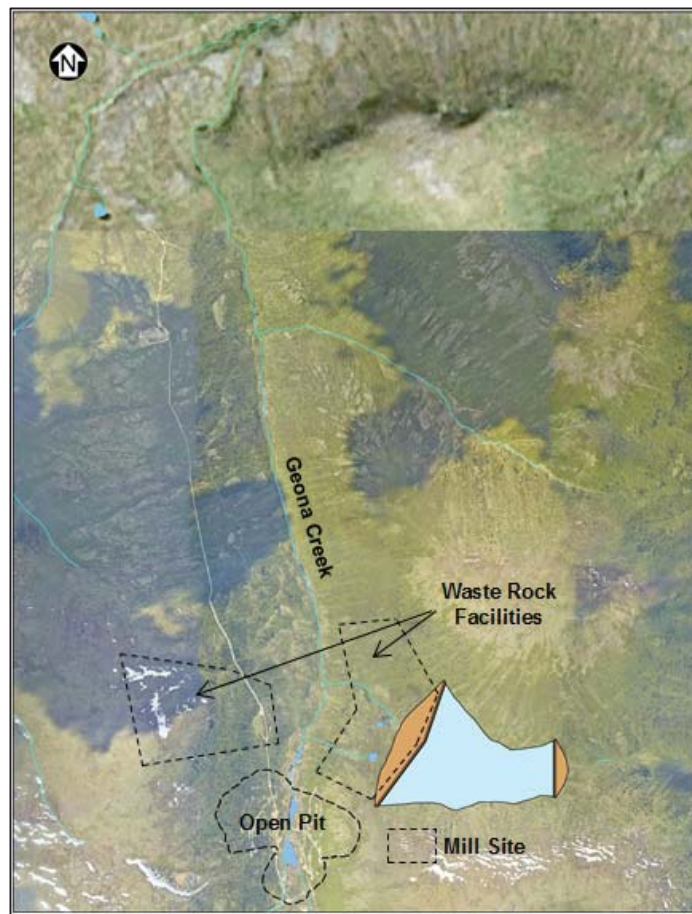 N
Geona Creek
Waste Rock
Facilities
Open Pit
Mill Site